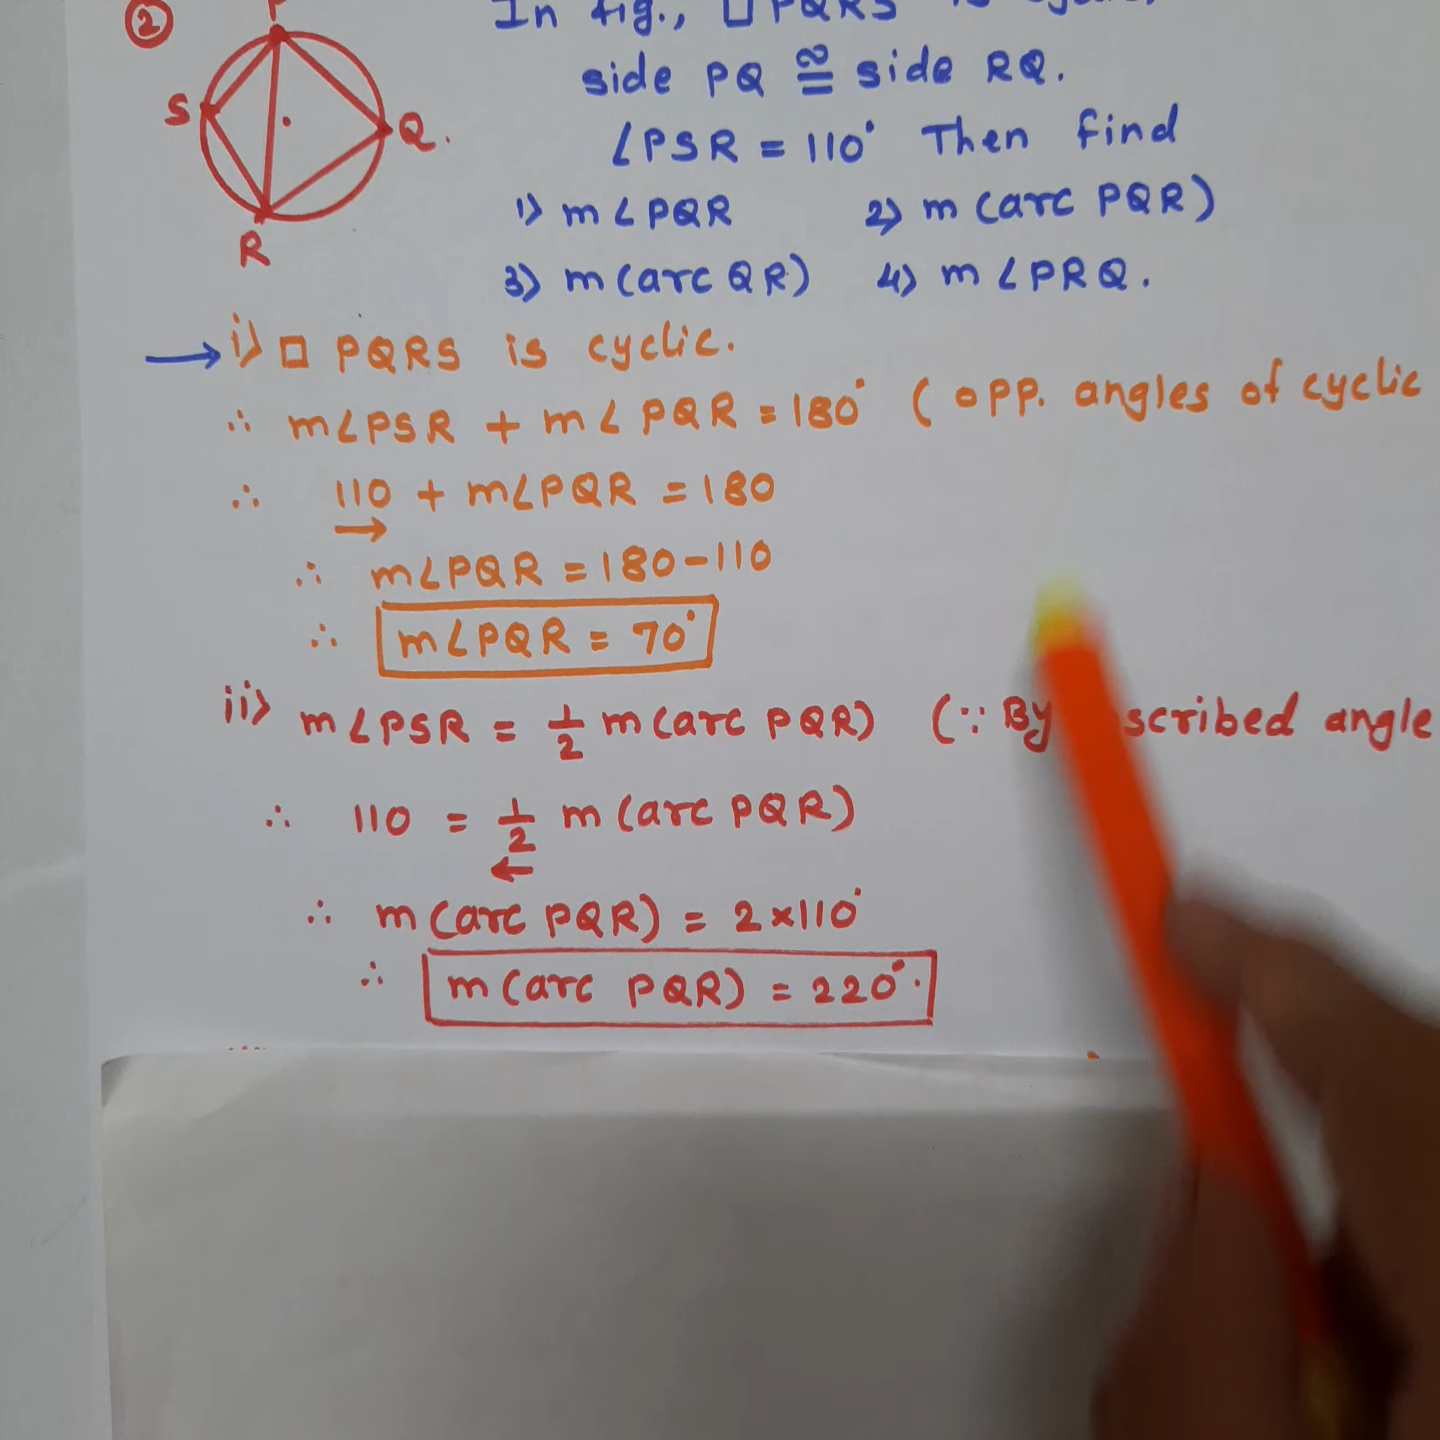 2
P
S
Q.
R
In fig., □ PQRS is
side PQ ≅ side RQ.
∠PSR = 110° Then find
1) m∠PQR 2) m(arc PQR)
3) m(arc QR) 4) m∠PRQ.
→ i) □ PQRS is cyclic.
∴ m∠PSR + m∠PQR = 180° (opp. angles of cyclic
∴ 110 + m∠PQR = 180
∴ m∠PQR = 180-110
∴ m∠PQR = 70°
ii) m∠PSR = 1/2 m(arc PQR) (∵ By scribed angle
∴ 110 = 1/2 m(arc PQR)
∴ m(arc PQR) = 2×110°
∴ m(arc PQR) = 220°.